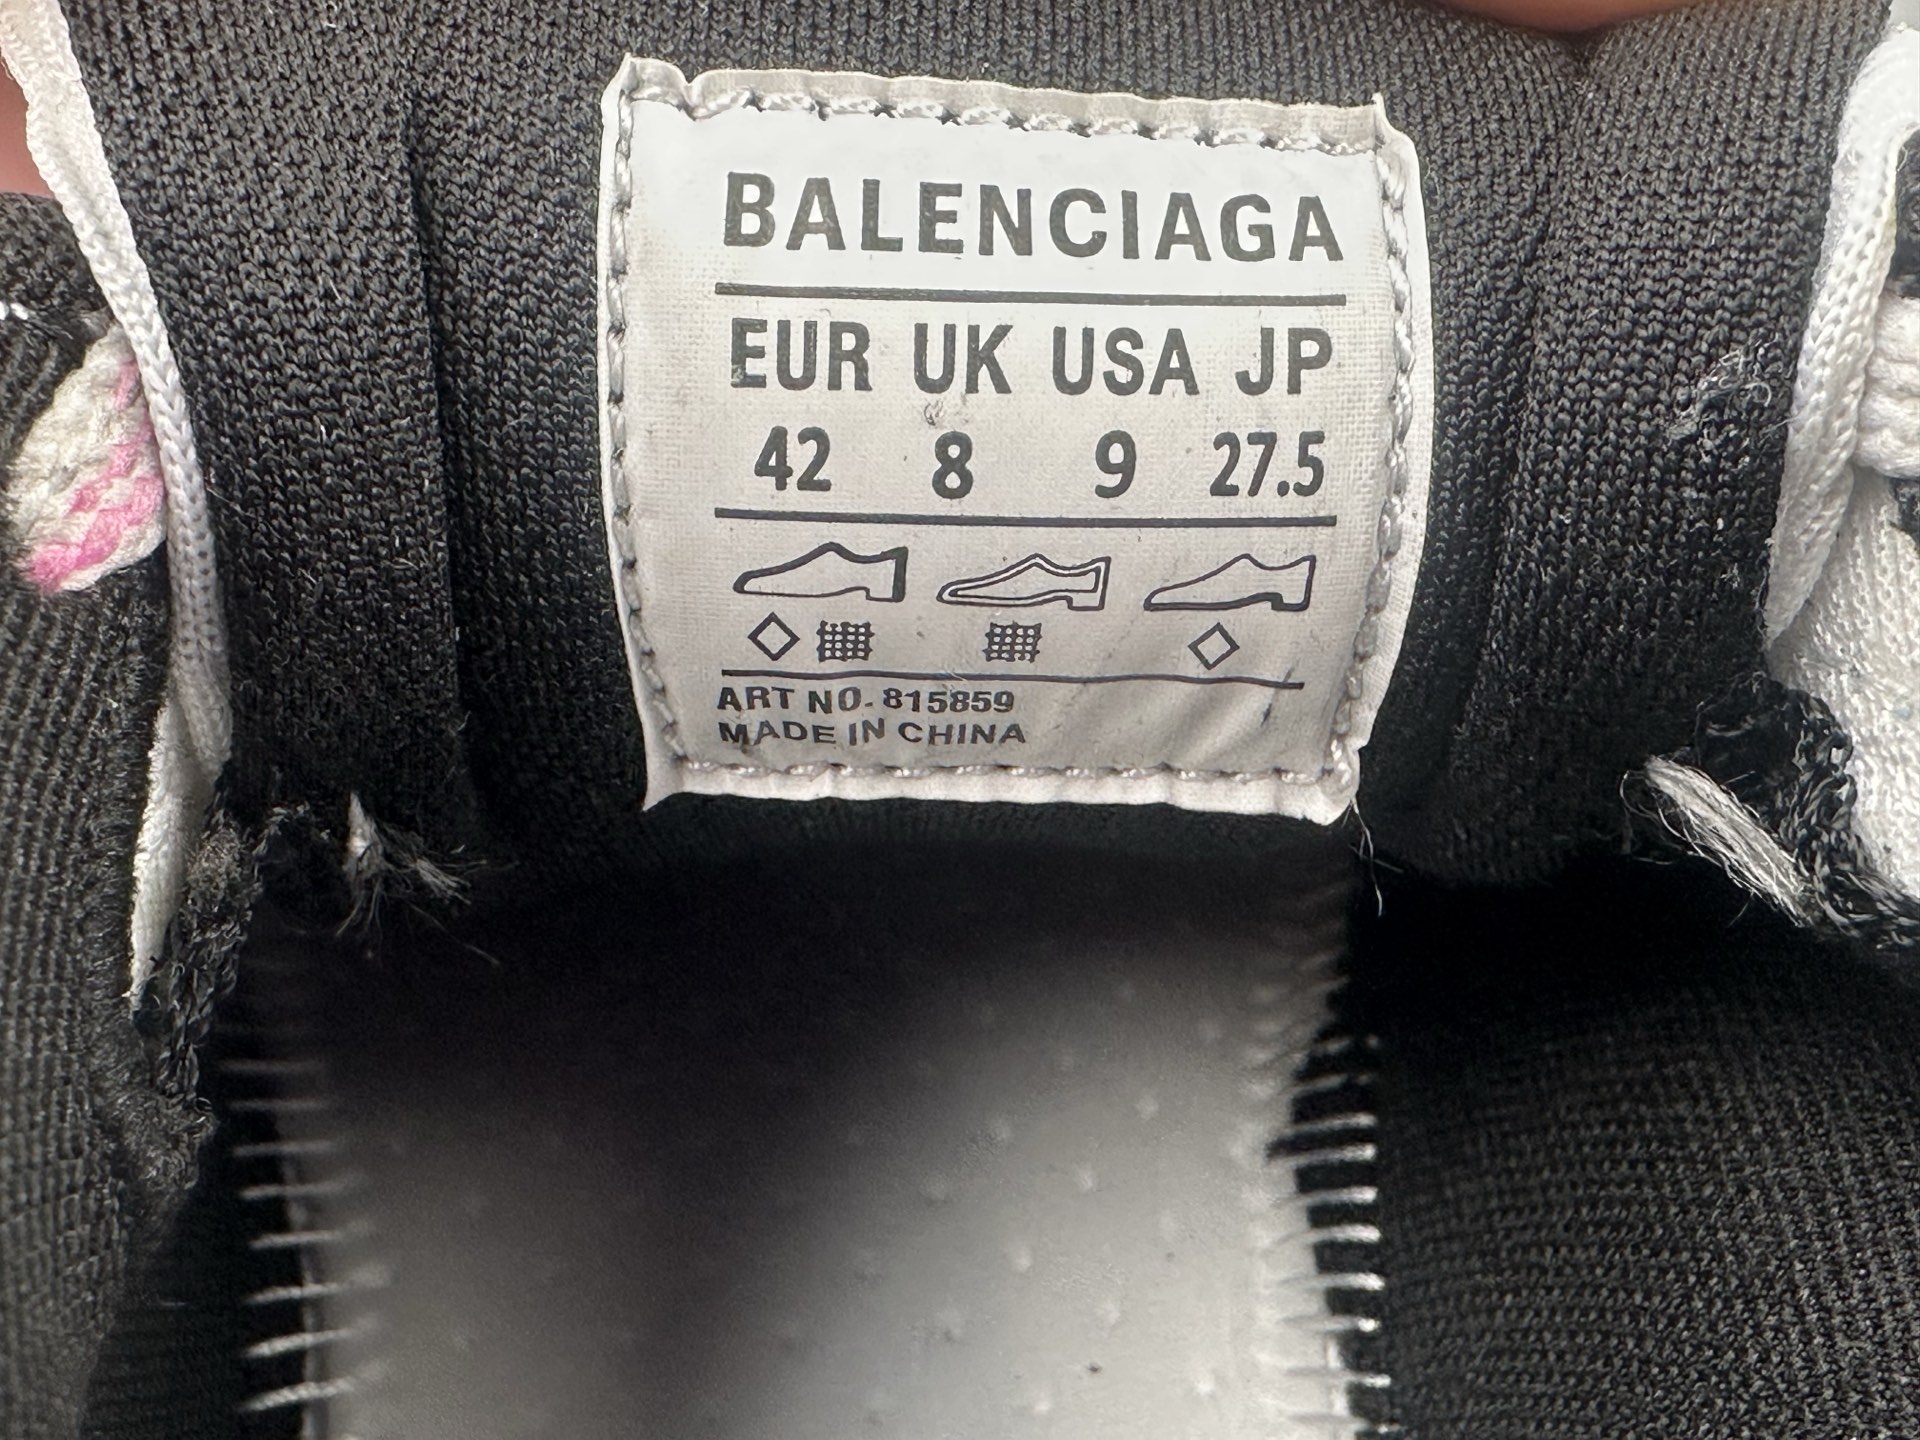 BALENCIAGA
EUR UK USA JP
42 8 9 27.5
ART NO. 815859
MADE IN CHINA